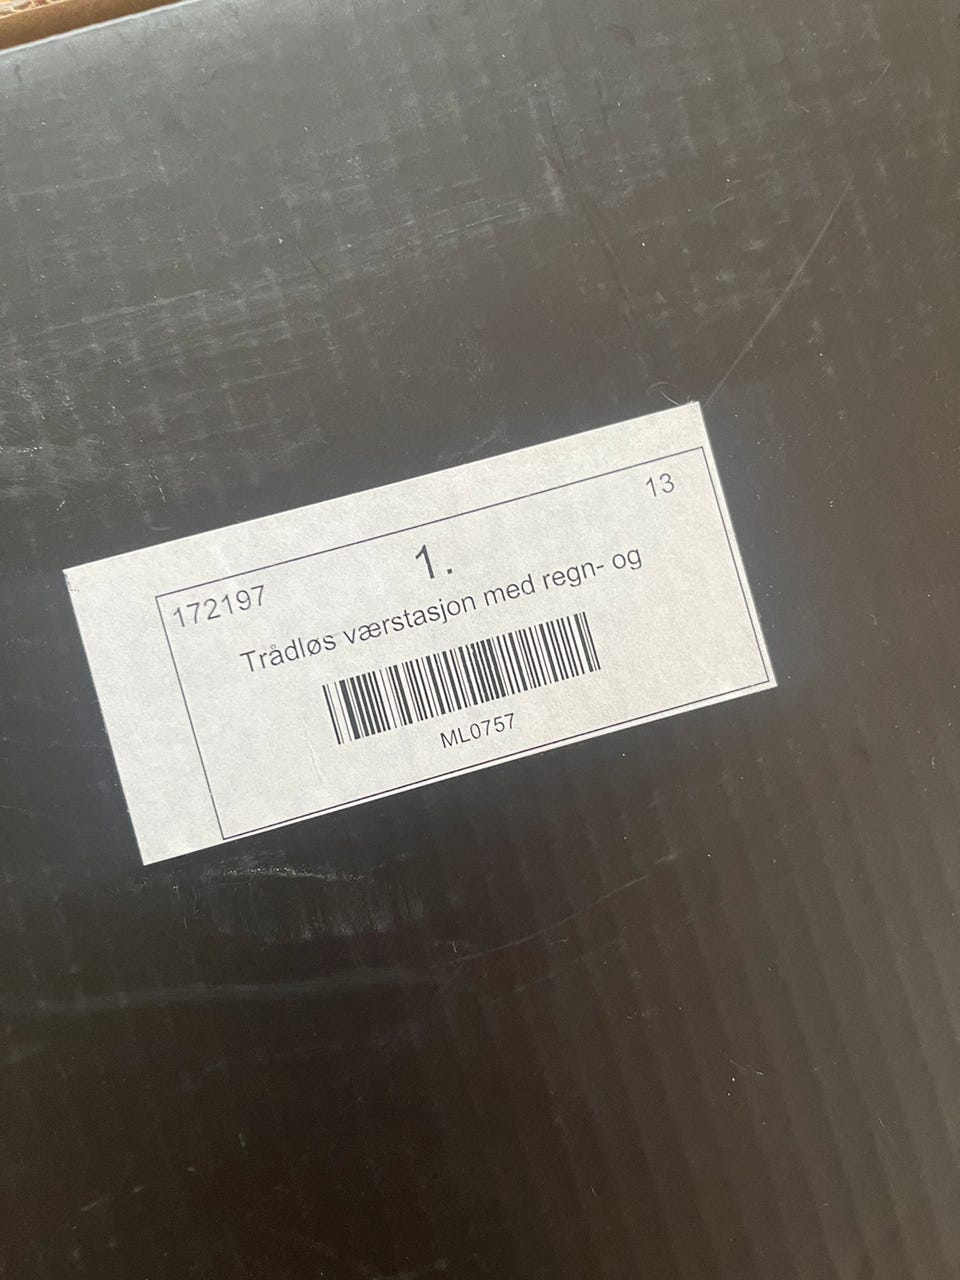 13
1.
172197
Trådløs værstasjon med regn- og
ML0757